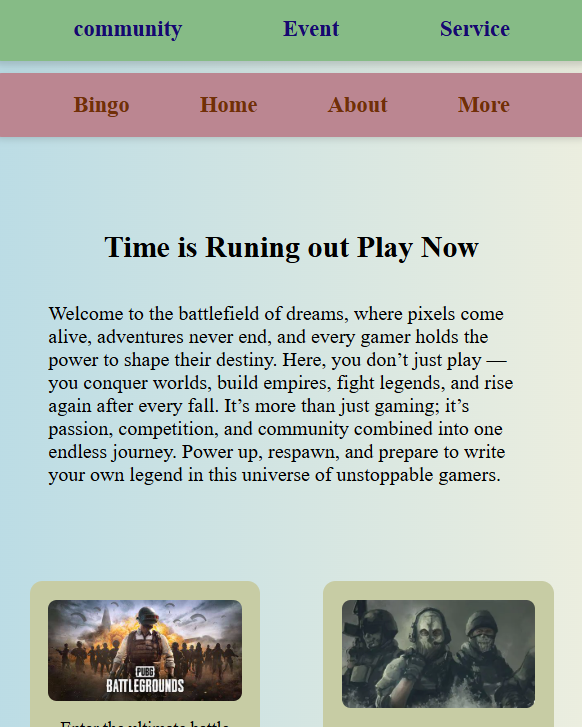 community Event Service
Bingo Home About More
Time is Runing out Play Now
Welcome to the battlefield of dreams, where pixels come
alive, adventures never end, and every gamer holds the
power to shape their destiny. Here, you don’t just play —
you conquer worlds, build empires, fight legends, and rise
again after every fall. It’s more than just gaming; it’s
passion, competition, and community combined into one
endless journey. Power up, respawn, and prepare to write
your own legend in this universe of unstoppable gamers.
PUBG
BATTLEGROUNDS
Enter the ultimate battle